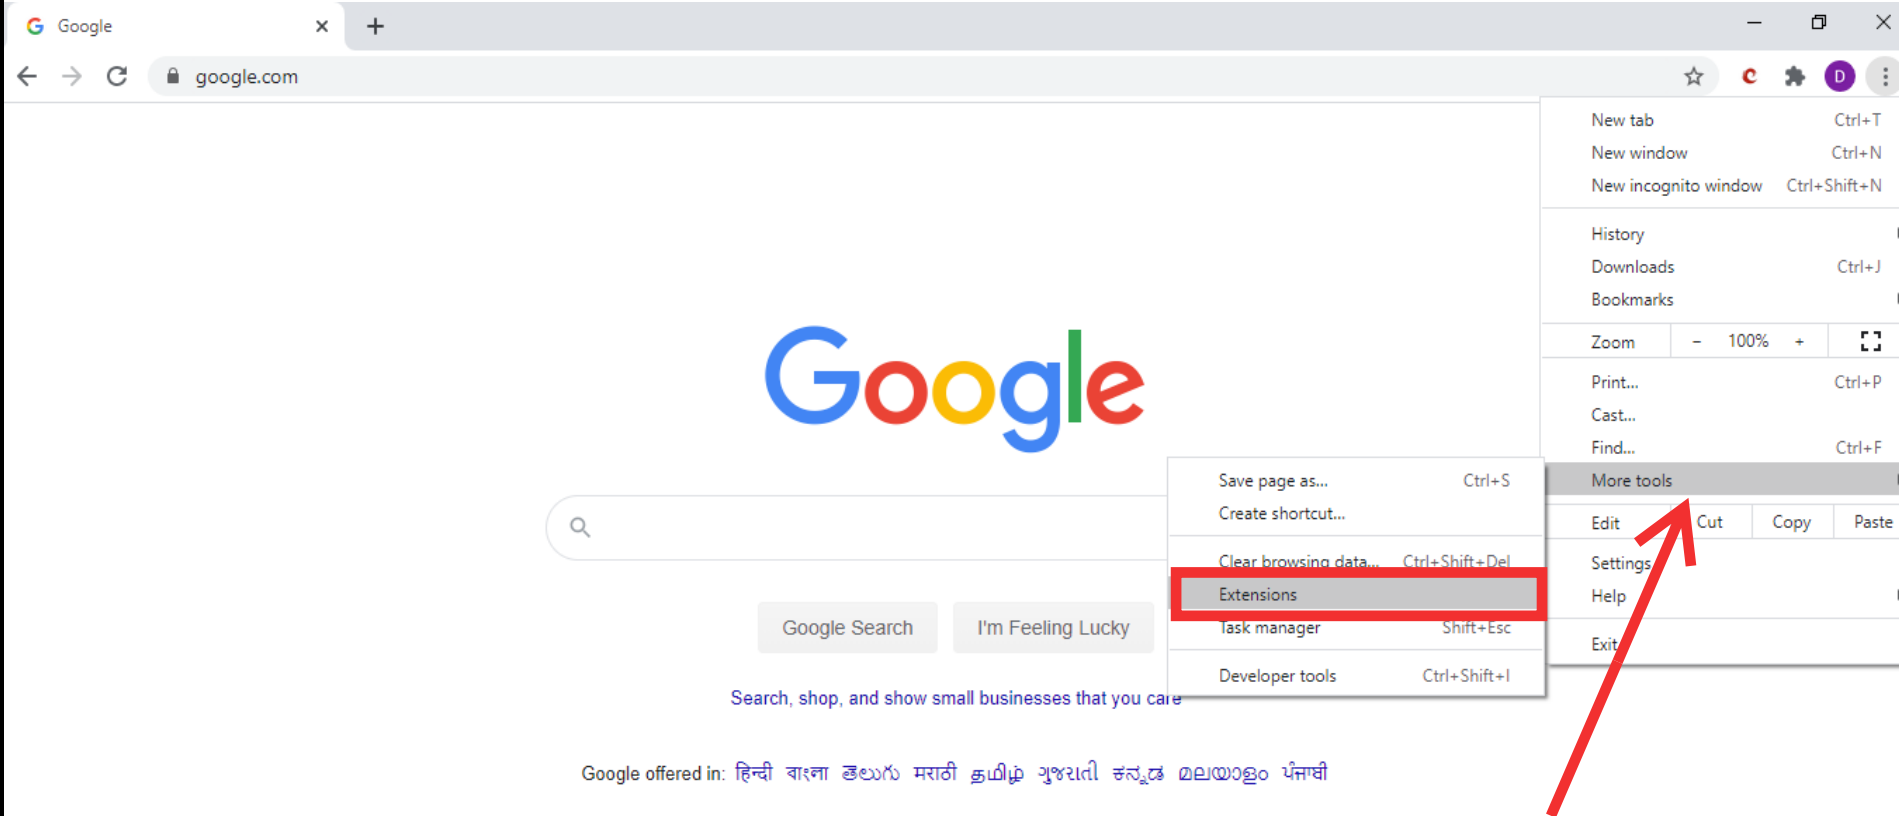 Google
google.com
D
New tab Ctrl+T
New window Ctrl+N
New incognito window Ctrl+Shift+N
History
Downloads Ctrl+J
Bookmarks
Zoom - 100% +
Print... Ctrl+P
Cast...
Find... Ctrl+F
More tools
Edit Cut Copy Paste
Settings
Help
Exit
Save page as... Ctrl+S
Create shortcut...
Clear browsing data... Ctrl+Shift+Del
Extensions
Task manager Shift+Esc
Developer tools Ctrl+Shift+I
Google
Google Search I'm Feeling Lucky
Search, shop, and show small businesses that you care
Google offered in: हिन्दी বাংলা తెలుగు मराठी தமிழ் ગુજરાતી ಕನ್ನಡ മലയാളം ਪੰਜਾਬੀ